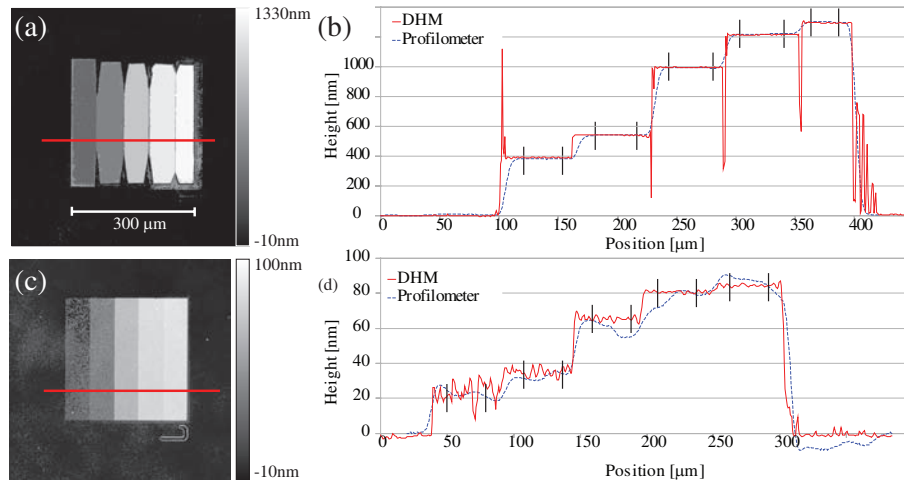 (a)
1330nm
300 µm
-10nm
(b)
DHM
Profilometer
Height [nm]
1000
800
600
400
200
0
0 50 100 150 200 250 300 350 400
Position [µm]
(c)
100nm
-10nm
(d)
DHM
Profilometer
Height [nm]
80
60
40
20
0
0 50 100 150 200 250 300
Position [µm]